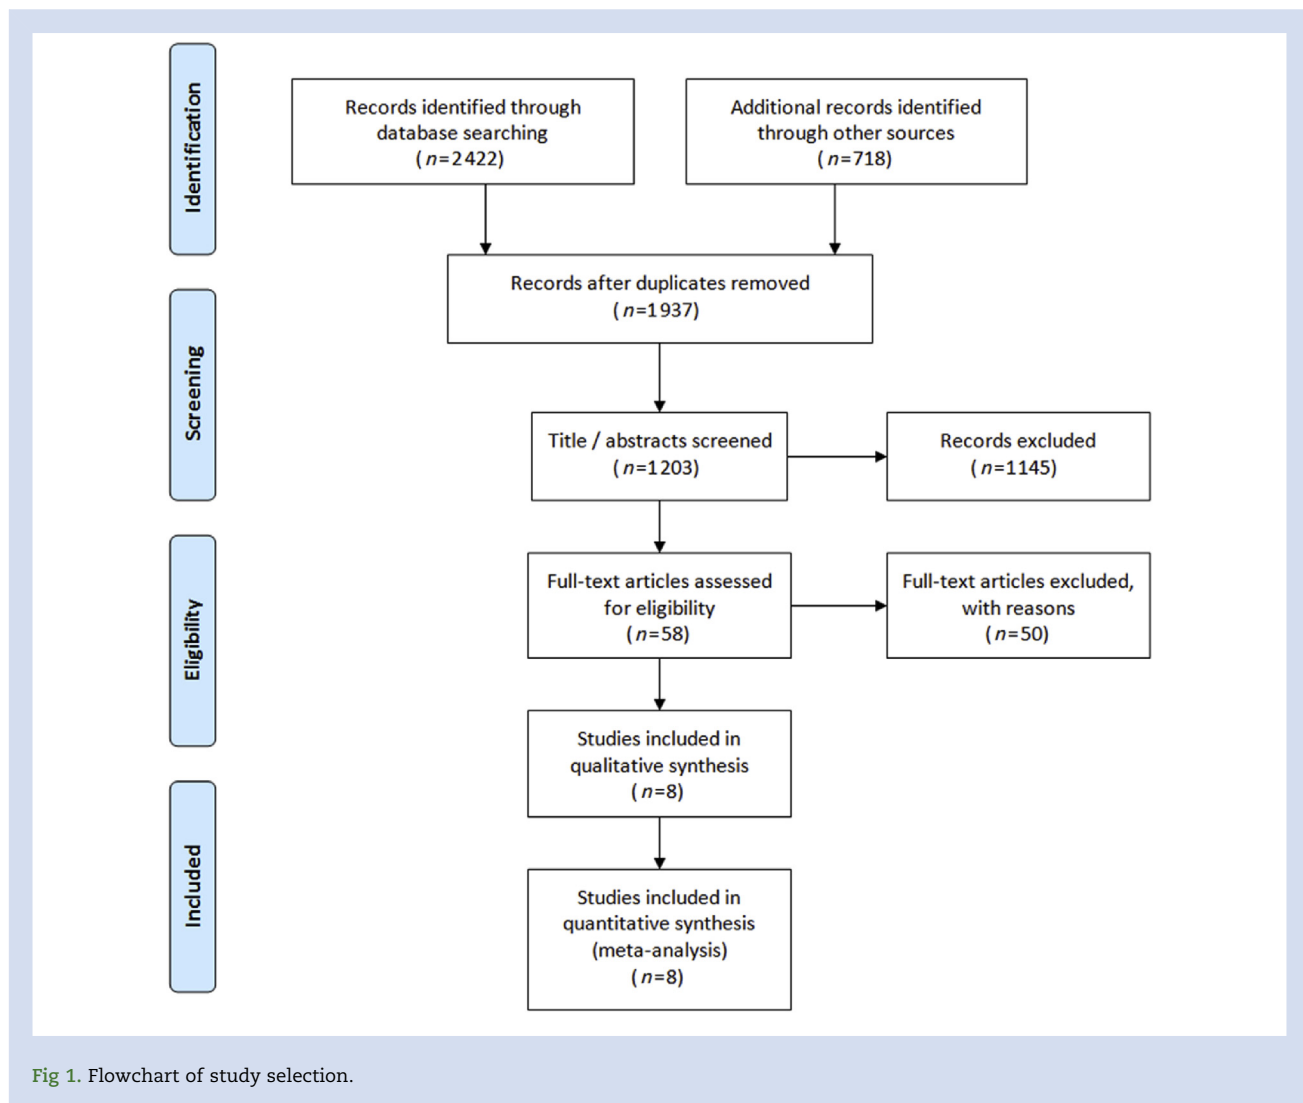 Identification
Records identified through
database searching
(n=2422)
Additional records identified
through other sources
(n=718)
Records after duplicates removed
(n=1937)
Screening
Title / abstracts screened
(n=1203)
Records excluded
(n=1145)
Eligibility
Full-text articles assessed
for eligibility
(n=58)
Full-text articles excluded,
with reasons
(n=50)
Studies included in
qualitative synthesis
(n=8)
Included
Studies included in
quantitative synthesis
(meta-analysis)
(n=8)
Fig 1. Flowchart of study selection.